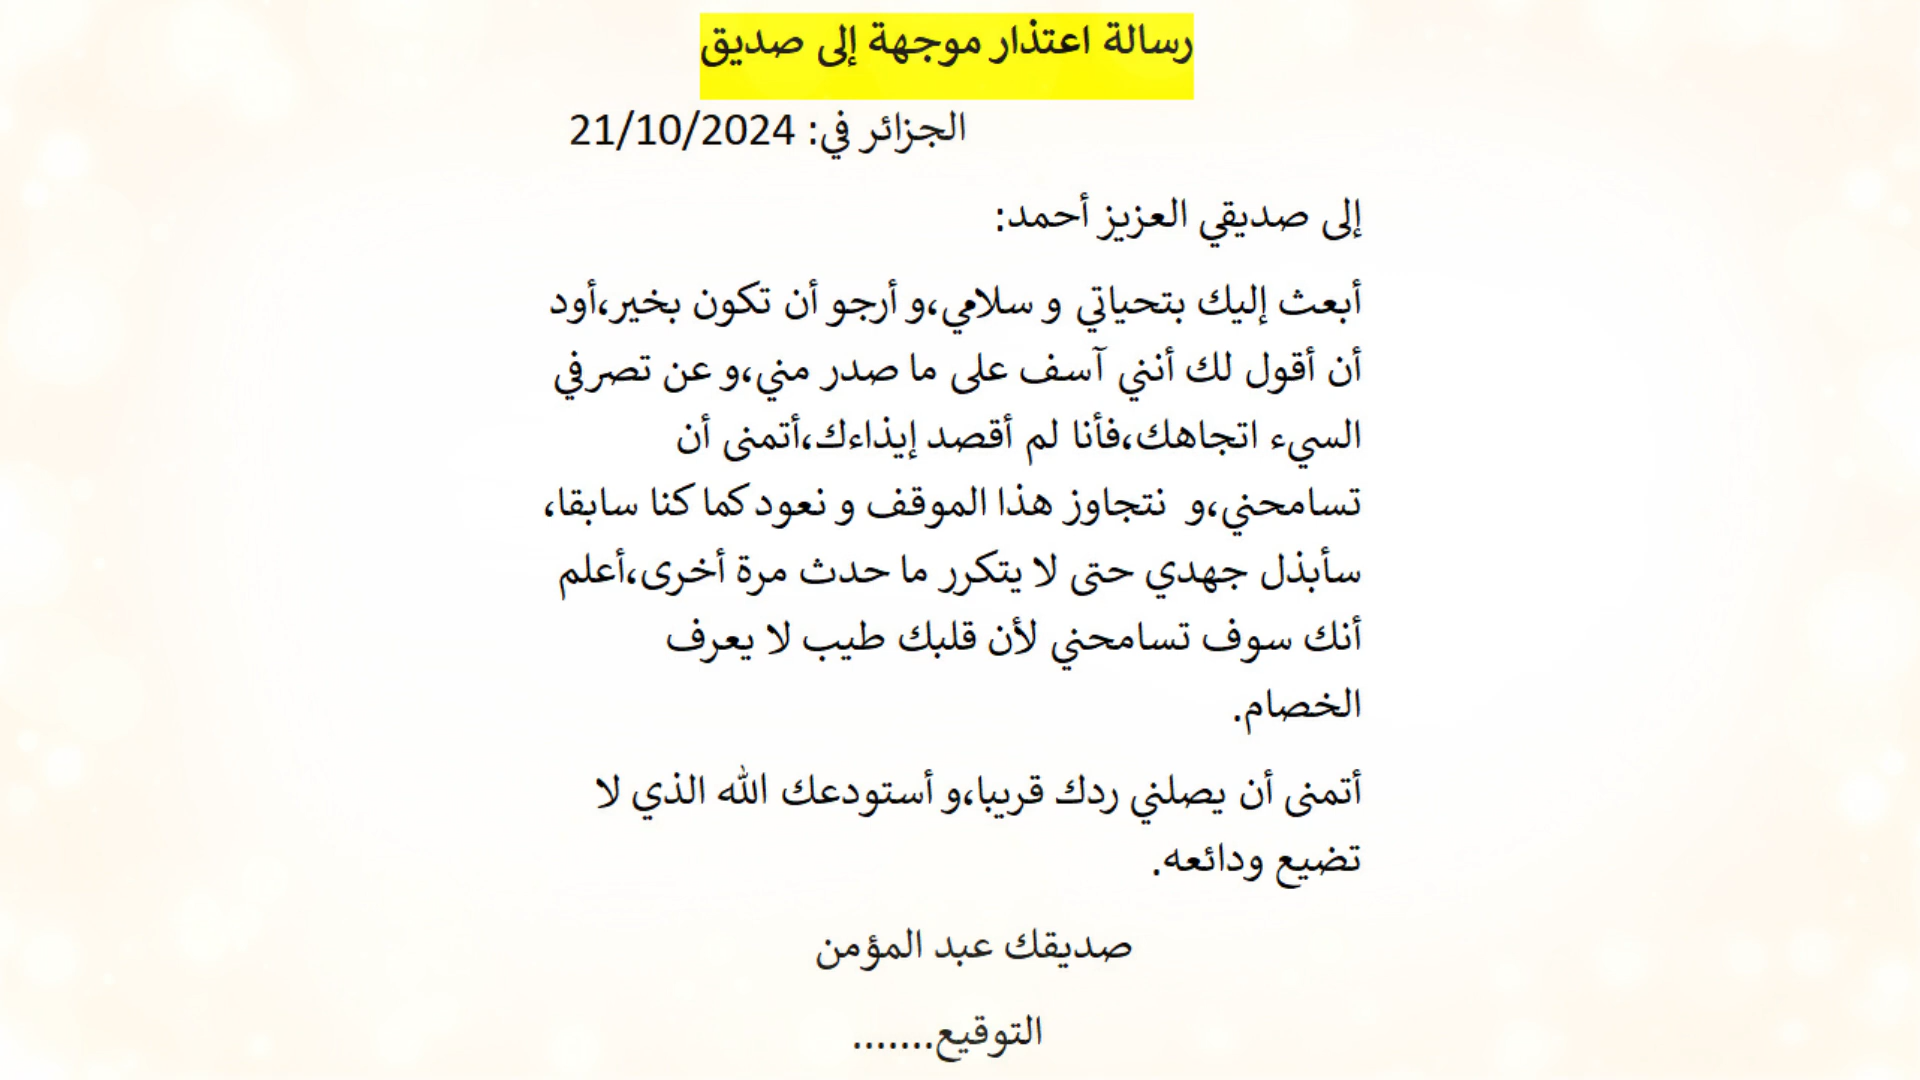 رسالة اعتذار موجهة إلى صديق
الجزائر في: 21/10/2024
إلى صديقي العزيز أحمد:
أبعث إليك بتحياتي و سلامي،و أرجو أن تكون بخير،أود
أن أقول لك أنني آسف على ما صدر مني،و عن تصرفي
السيء اتجاهك،فأنا لم أقصد إيذاءك،أتمنى أن
تسامحني،و نتجاوز هذا الموقف و نعود كما كنا سابقا،
سأبذل جهدي حتى لا يتكرر ما حدث مرة أخرى،أعلم
أنك سوف تسامحني لأن قلبك طيب لا يعرف
الخصام.
أتمنى أن يصلني ردك قريبا،و أستودعك الله الذي لا
تضيع ودائعه.
صديقك عبد المؤمن
التوقيع.......